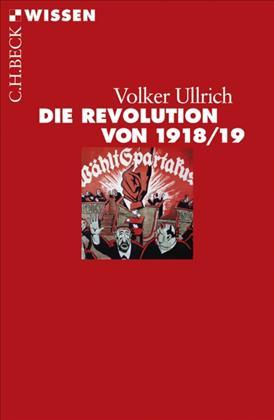 C.H.BECK
WISSEN
Volker Ullrich
DIE REVOLUTION
VON 1918/19
Wählt Spartakus